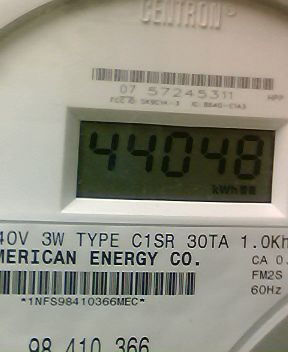 CENTRON®
07 57245311
44048
kWh
40V 3W TYPE C1SR 30TA 1.0Kh
MERICAN ENERGY CO.
CA 0.
FM2S
*1NFS98410366MEC*
60Hz
98 410 366